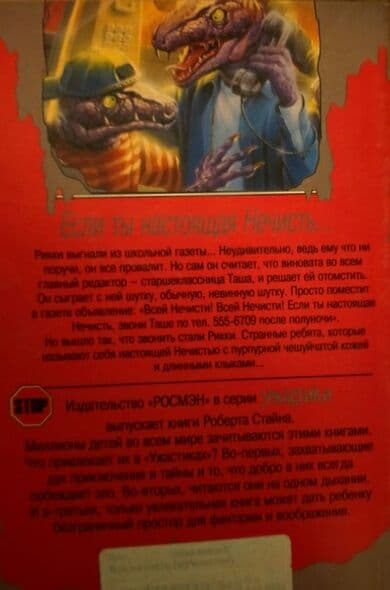 Если ты настоящая Нечисть...
Рикки выгнали из школьной газеты... Неудивительно, ведь ему что ни
поручи, он все провалит. Но сам он считает, что виновата во всем
главный редактор – старшеклассница Таша, и решает ей отомстить.
Он сыграет с ней шутку, обычную, невинную шутку. Просто поместит
в газете объявление: «Всей Нечисти! Всей Нечисти! Если ты настоящая
Нечисть, звони Таше по тел. 555-6709 после полуночи».
Но вышло так, что звонить стали Рикки. Странные ребята, которые
называют себя настоящей Нечистью с пурпурной чешуйчатой кожей
и длинными клыками...
STOP
Издательство «РОСМЭН» в серии УЖАСТИКИ
выпускает книги Роберта Стайна.
Миллионы детей во всем мире зачитываются этими книгами.
Что привлекает их в «Ужастиках»? Во-первых, захватывающие
дух приключения и тайны и то, что добро в них всегда
побеждает зло. Во-вторых, читаются они на одном дыхании.
И в-третьих, только увлекательная книга может дать ребенку
безграничный простор для фантазии и воображения.